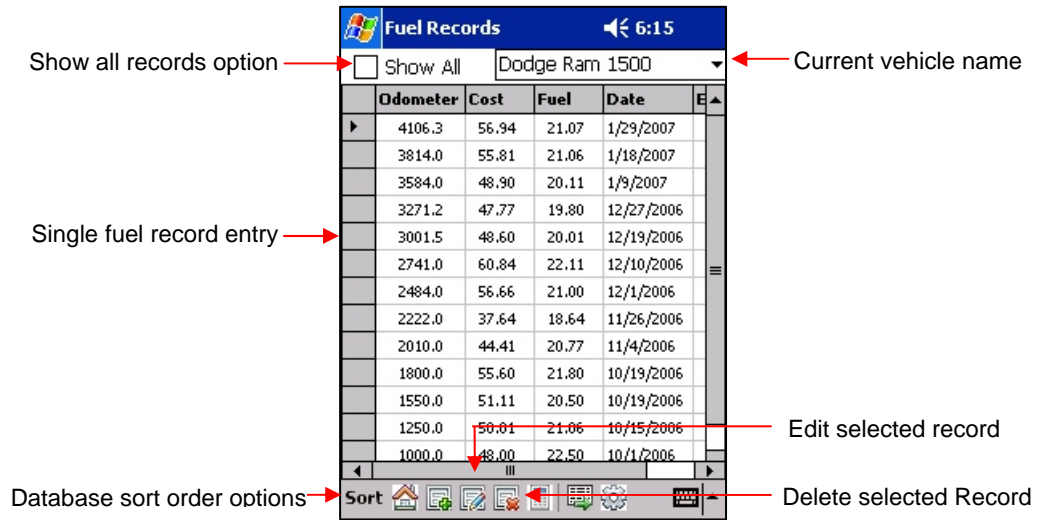 Fuel Records 6:15
Show all records option
Show All Dodge Ram 1500
Current vehicle name
Odometer Cost Fuel Date E
4106.3 56.94 21.07 1/29/2007
3814.0 55.81 21.06 1/18/2007
3584.0 48.90 20.11 1/9/2007
3271.2 47.77 19.80 12/27/2006
Single fuel record entry
3001.5 48.60 20.01 12/19/2006
2741.0 60.84 22.11 12/10/2006
2484.0 56.66 21.00 12/1/2006
2222.0 37.64 18.64 11/26/2006
2010.0 44.41 20.77 11/4/2006
1800.0 55.60 21.80 10/19/2006
1550.0 51.11 20.50 10/19/2006
1250.0 50.01 21.06 10/15/2006
Edit selected record
1000.0 48.00 22.50 10/1/2006
Database sort order options
Sort
Delete selected Record